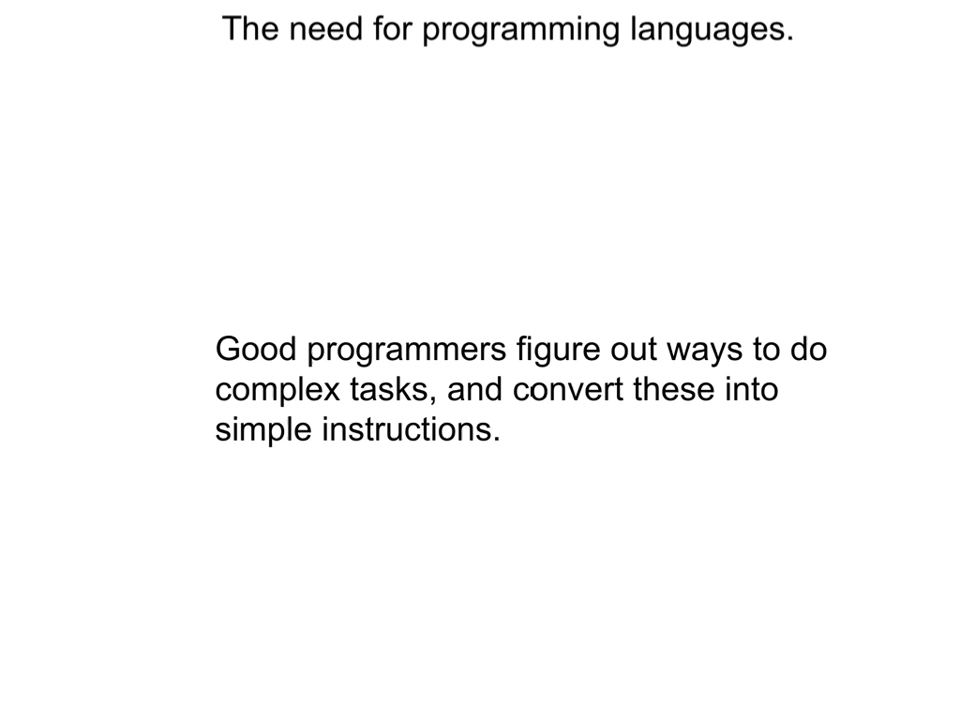 The need for programming languages.
Good programmers figure out ways to do
complex tasks, and convert these into
simple instructions.